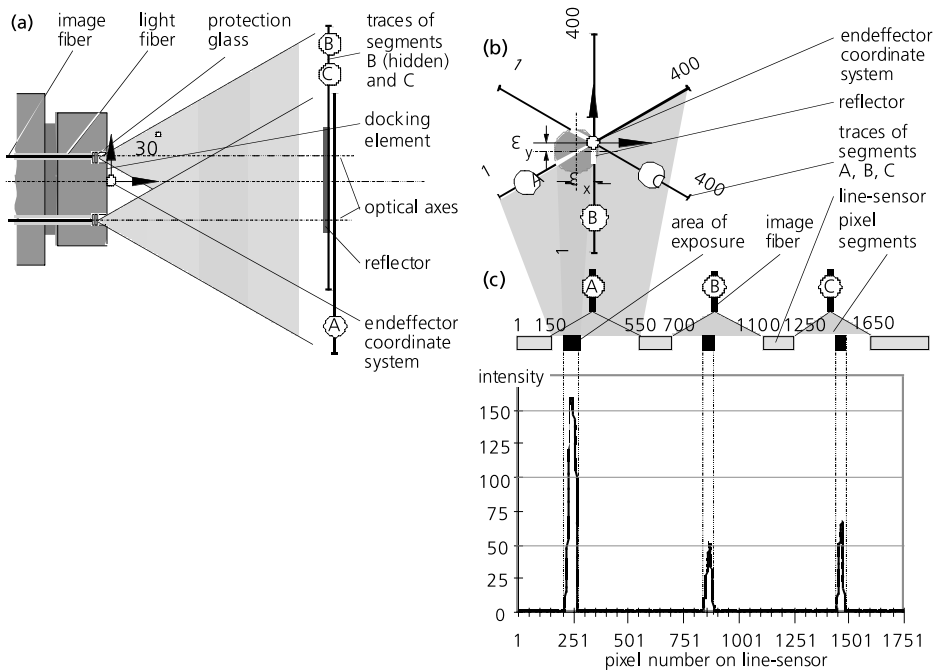 (a)
image
fiber
light
fiber
protection
glass
traces of
segments
B (hidden)
and C
B
C
docking
element
30°
optical axes
reflector
A
endeffector
coordinate
system
(b)
400
1
400
endeffector
coordinate
system
reflector
ε
y
ε
x
1
A
400
traces of
segments
A, B, C
B
1
line-sensor
pixel
segments
area of
exposure
image
fiber
(c)
A
B
C
1 150 550 700 1100 1250 1650
intensity
150
125
100
75
50
25
0
1 251 501 751 1001 1251 1501 1751
pixel number on line-sensor